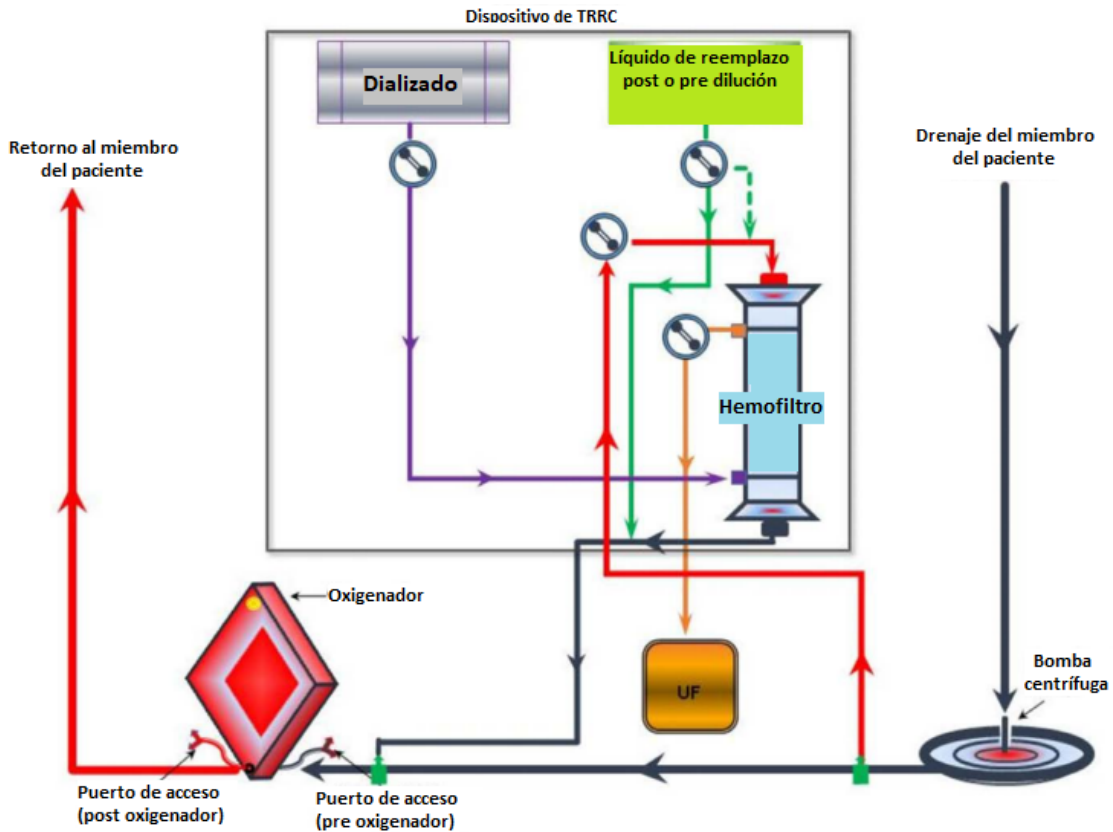 Dispositivo de TRRC
Dializado
Líquido de reemplazo
post o pre dilución
Retorno al miembro
del paciente
Drenaje del miembro
del paciente
Hemofiltro
Oxigenador
UF
Bomba
centrífuga
Puerto de acceso
(post oxigenador)
Puerto de acceso
(pre oxigenador)